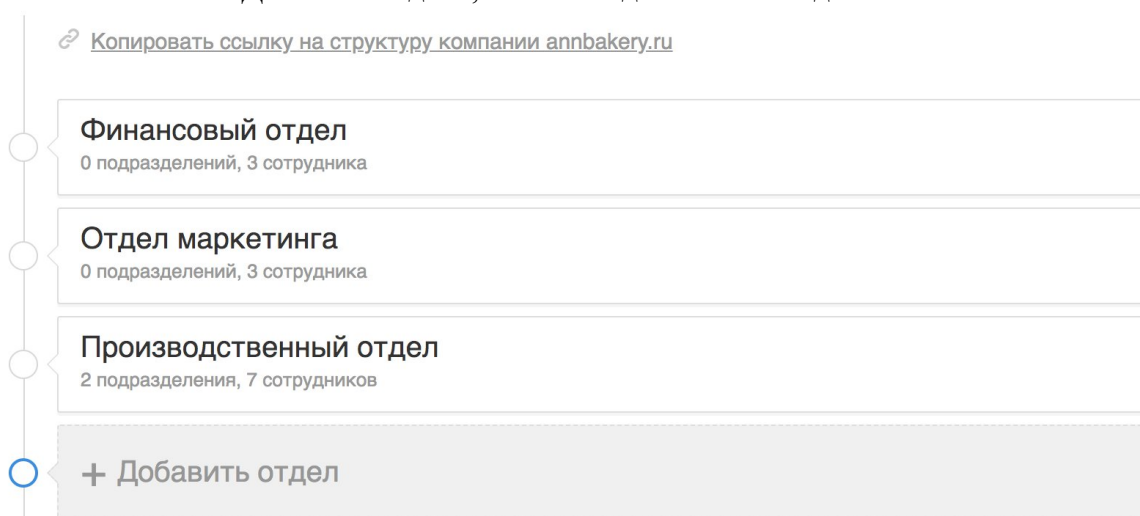 Копировать ссылку на структуру компании annbakery.ru
Финансовый отдел
0 подразделений, 3 сотрудника
Отдел маркетинга
0 подразделений, 3 сотрудника
Производственный отдел
2 подразделения, 7 сотрудников
+ Добавить отдел